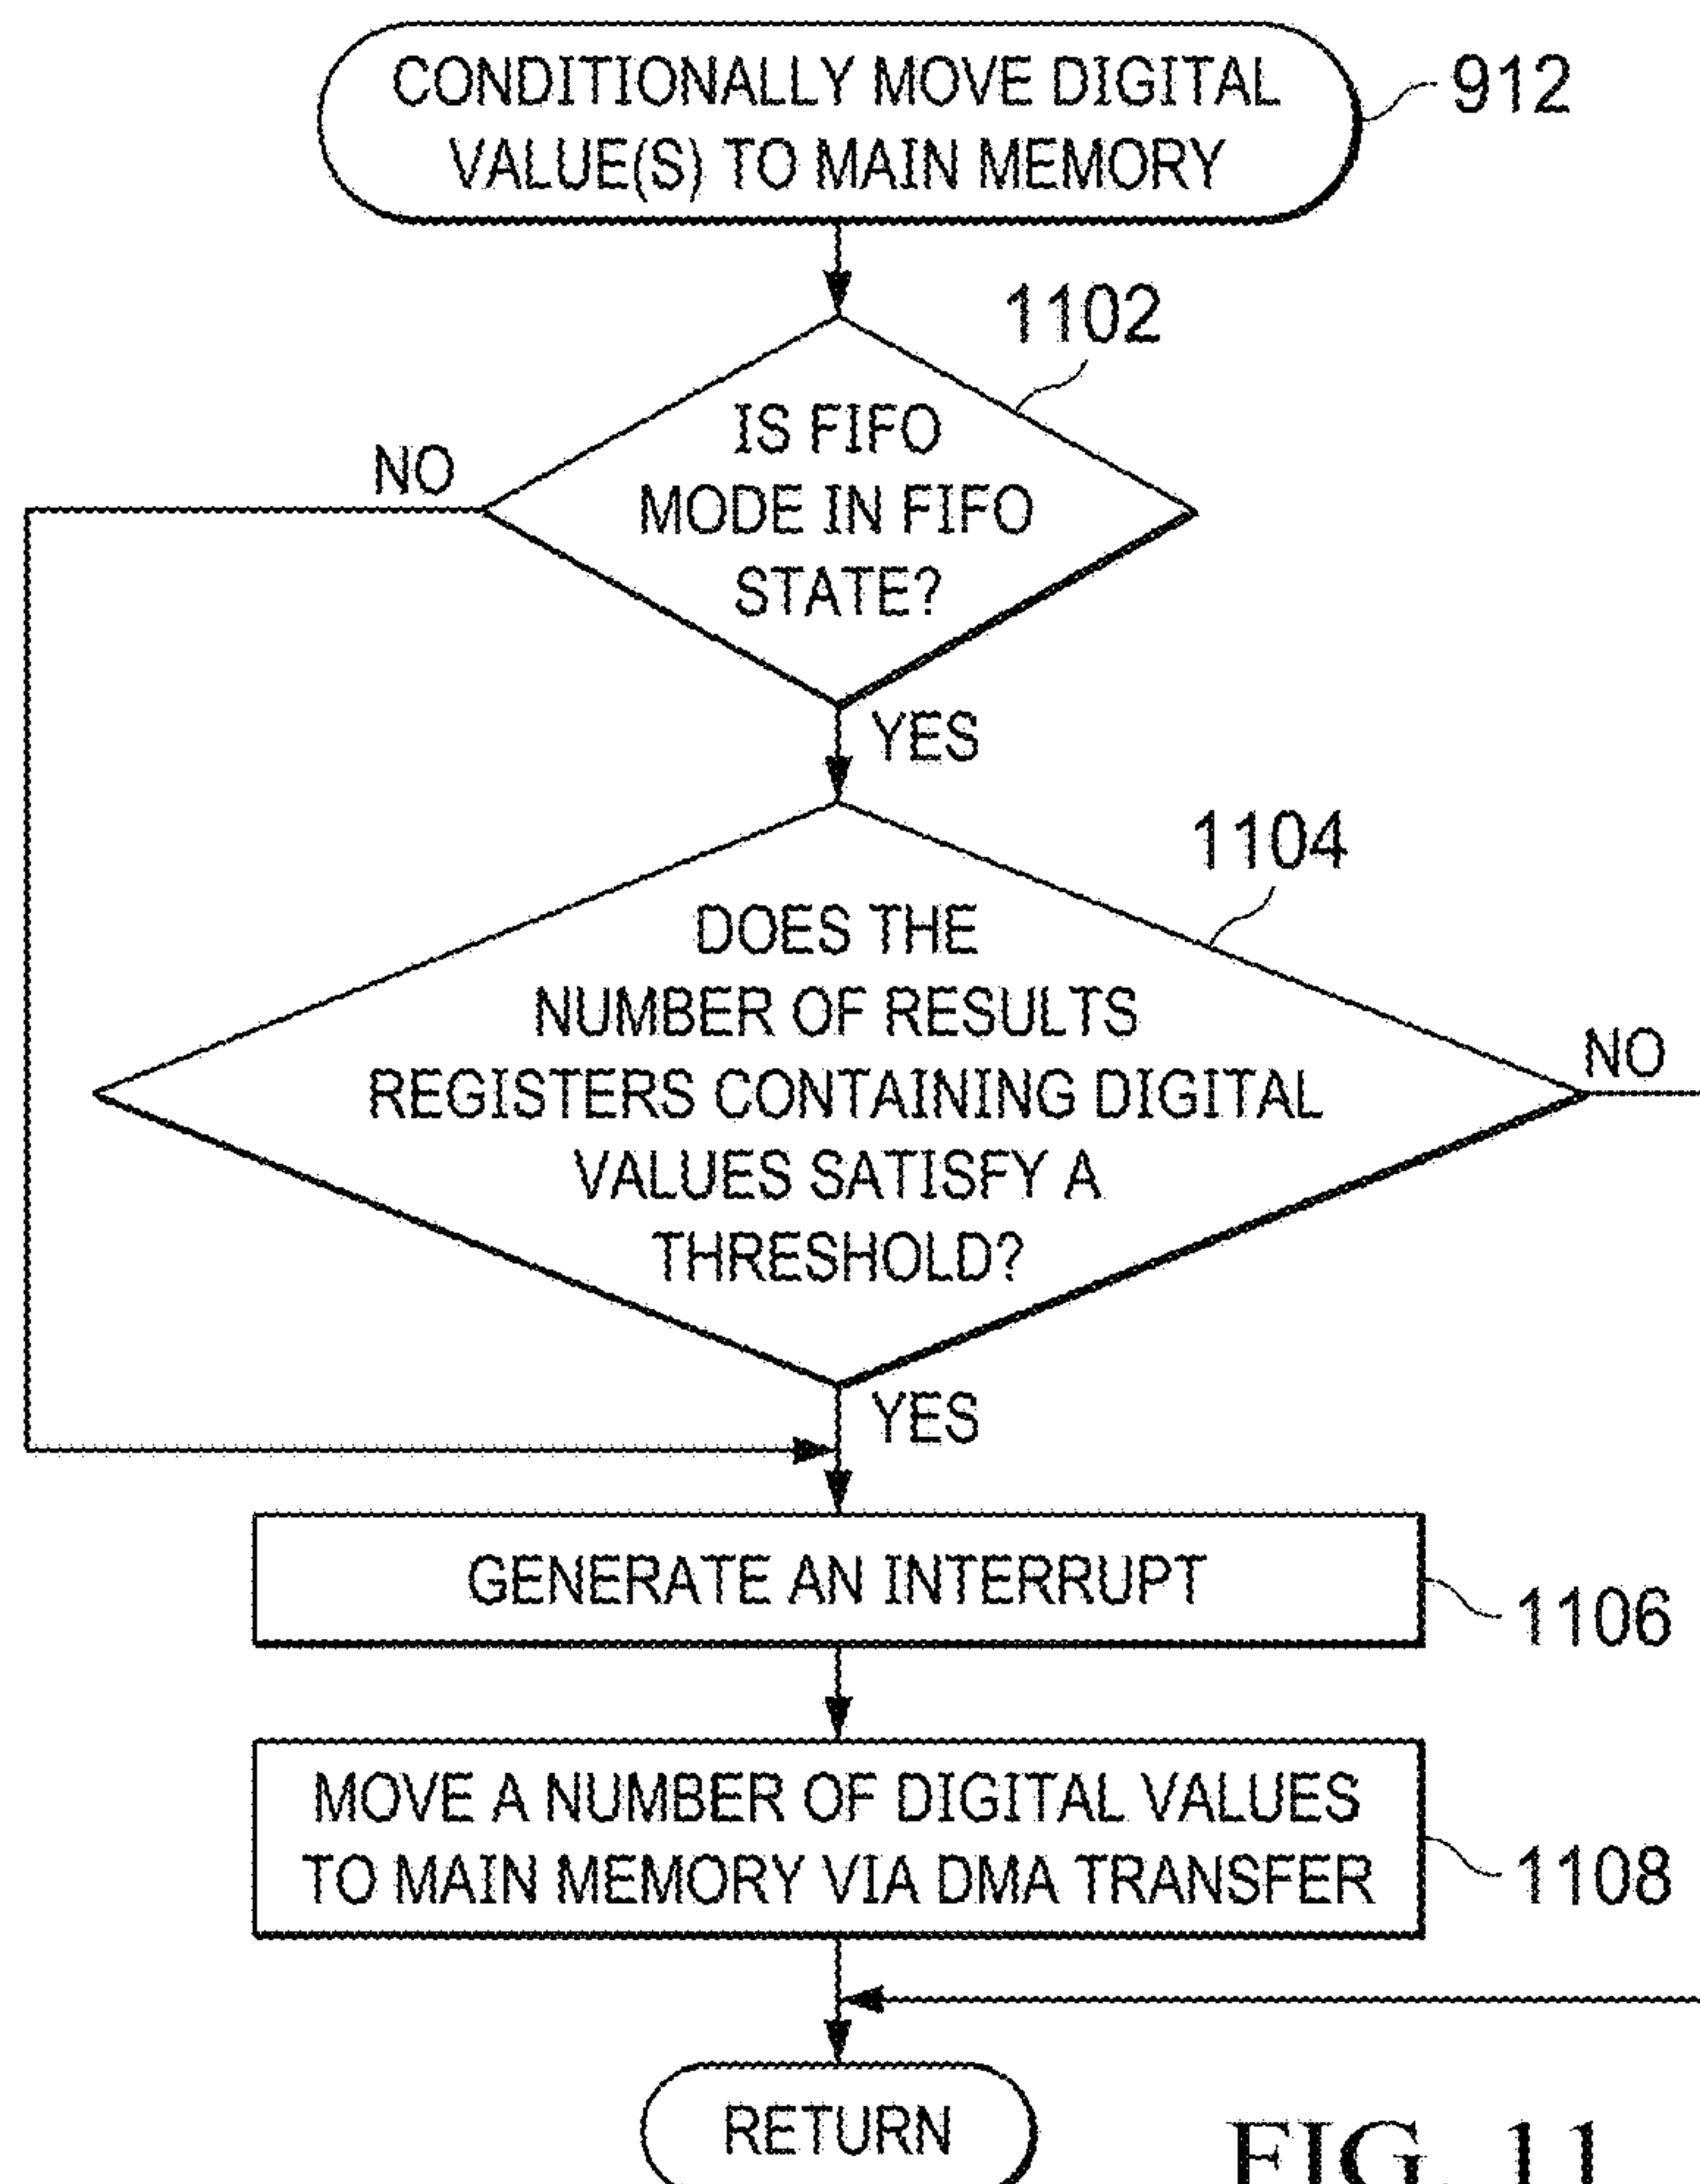 CONDITIONALLY MOVE DIGITAL
VALUE(S) TO MAIN MEMORY
912
1102
IS FIFO
MODE IN FIFO
STATE?
NO
YES
1104
DOES THE
NUMBER OF RESULTS
REGISTERS CONTAINING DIGITAL
VALUES SATISFY A
THRESHOLD?
NO
YES
GENERATE AN INTERRUPT
1106
MOVE A NUMBER OF DIGITAL VALUES
TO MAIN MEMORY VIA DMA TRANSFER
1108
RETURN
FIG. 11